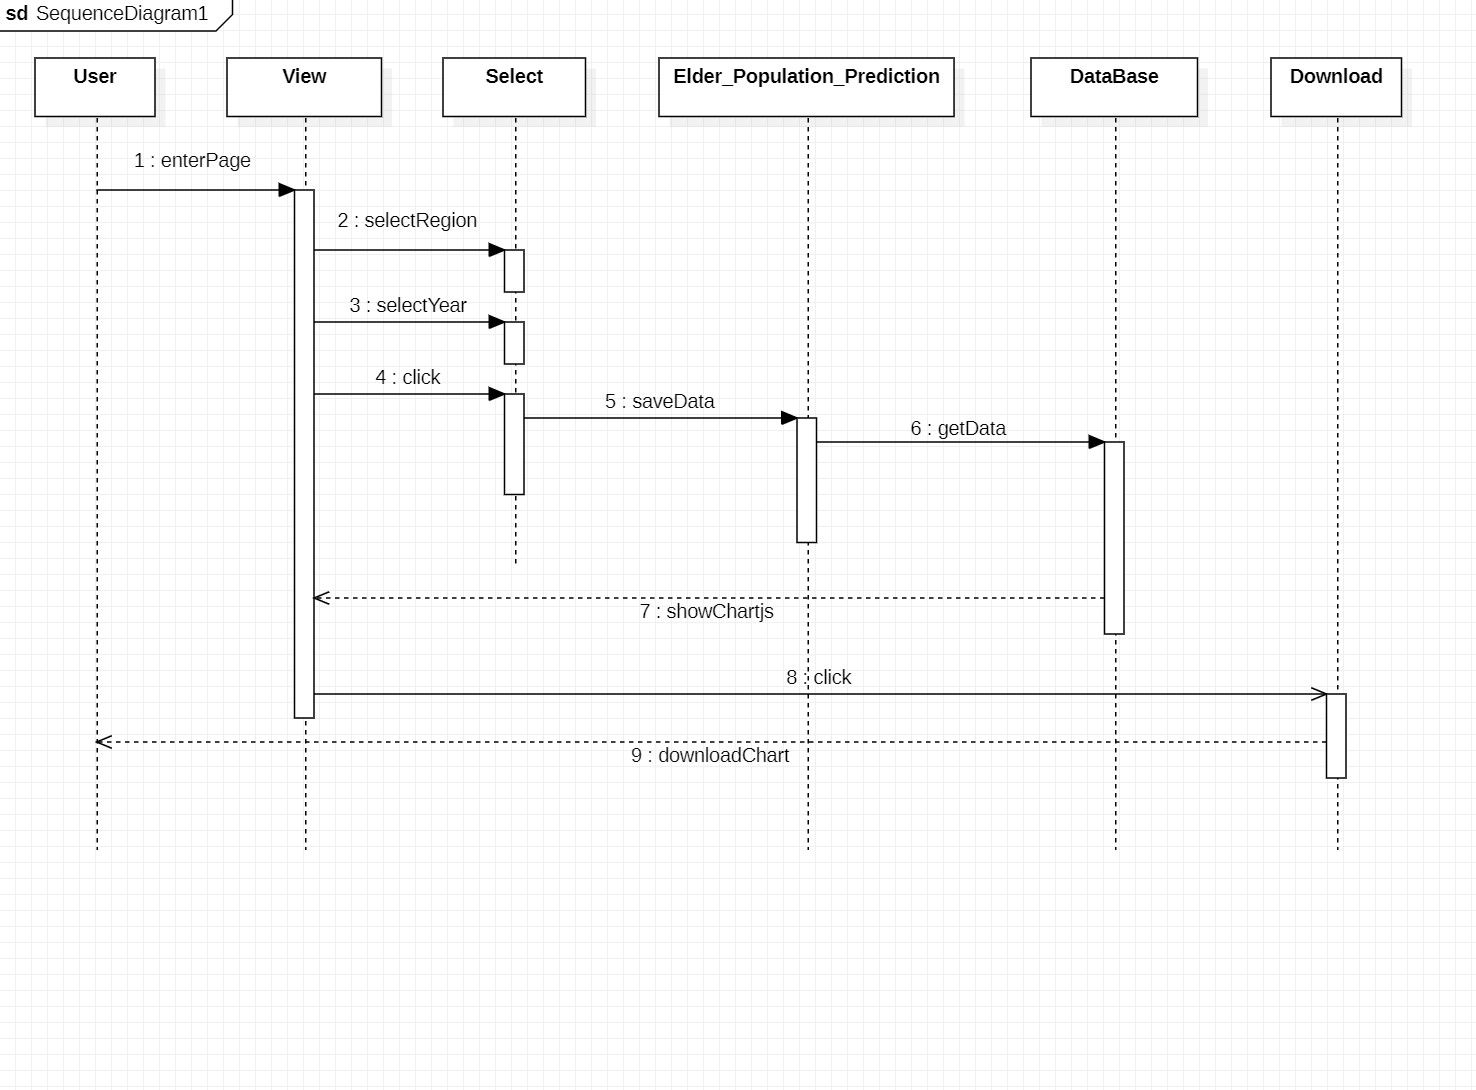 sd SequenceDiagram1
User
View
Select
Elder_Population_Prediction
DataBase
Download
1 : enterPage
2 : selectRegion
3 : selectYear
4 : click
5 : saveData
6 : getData
7 : showChartjs
8 : click
9 : downloadChart